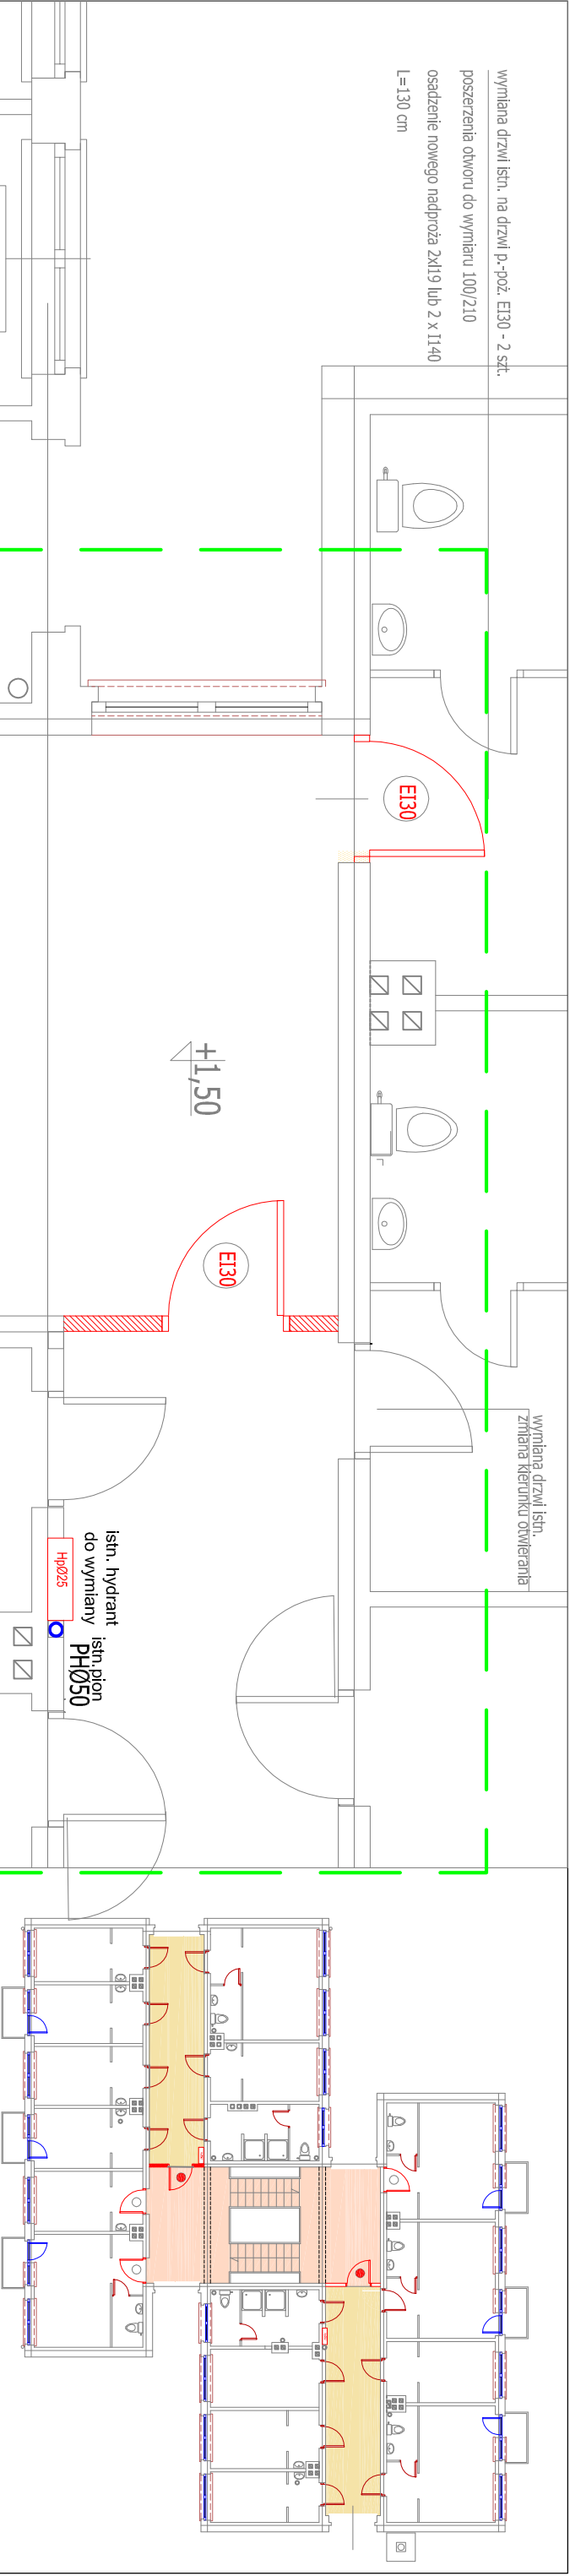 wymiana drzwi istn. na drzwi p.-poż. EI30 - 2 szt.
poszerzenia otworu do wymiaru 100/210
osadzenie nowego nadproża 2xI19 lub 2 x I140
L=130 cm
EI30
+1,50
EI30
wymiana drzwi istn.
zmiana kierunku otwierania
istn. hydrant
do wymiany
HpØ25
istn.pion
PHØ50